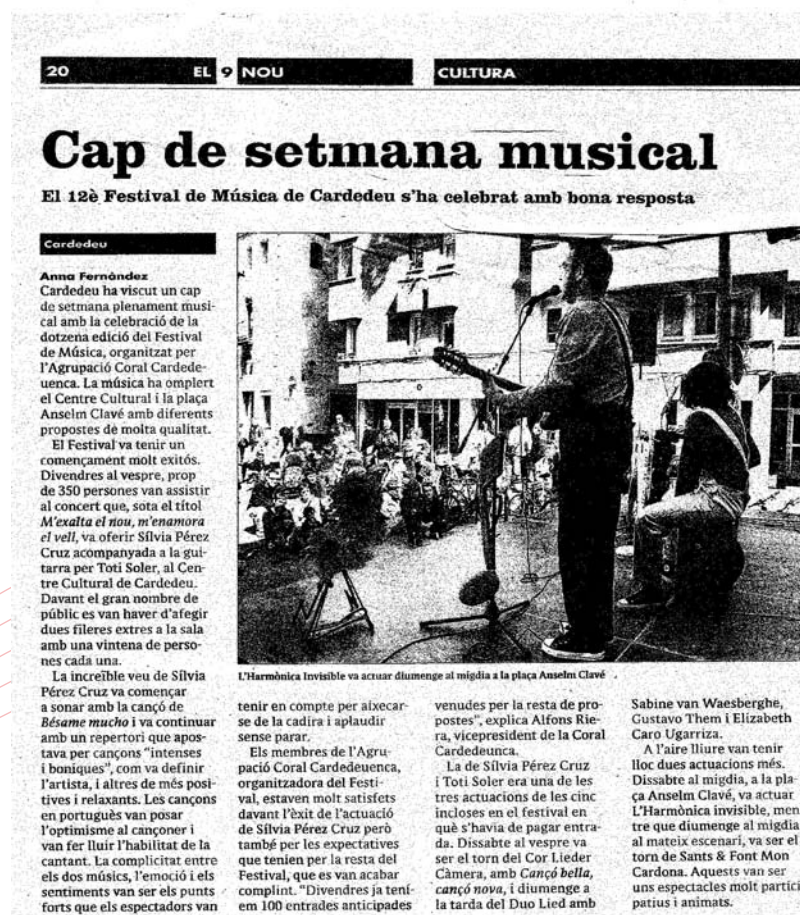 20
EL 9 NOU
CULTURA
Cap de setmana musical
El 12è Festival de Música de Cardedeu s'ha celebrat amb bona resposta
Cardedeu
Anna Fernández
Cardedeu ha viscut un cap
de setmana plenament musi-
cal amb la celebració de la
dotzena edició del Festival
de Música, organitzat per
l'Agrupació Coral Cardede-
uenca. La música ha omplert
el Centre Cultural i la plaça
Anselm Clavé amb diferents
propostes de molta qualitat.
El Festival va tenir un
començament molt exitós.
Divendres al vespre, prop
de 350 persones van assistir
al concert que, sota el títol
M'exalta el nou, m'enamora
el vell, va oferir Sílvia Pérez
Cruz acompanyada a la gui-
tarra per Toti Soler, al Cen-
tre Cultural de Cardedeu.
Davant el gran nombre de
públic es van haver d'afegir
dues fileres extres a la sala
amb una vintena de perso-
nes cada una.
La increïble veu de Sílvia
Pérez Cruz va començar
a sonar amb la cançó de
Bésame mucho i va continuar
amb un repertori que apos-
tava per cançons "intenses
i boniques", com va definir
l'artista, i altres de més posi-
tives i relaxants. Les cançons
en portuguès van posar
l'optimisme al cançoner i
van fer lluir l'habilitat de la
cantant. La complicitat entre
els dos músics, l'emoció i els
sentiments van ser els punts
forts que els espectadors van
L'Harmònica Invisible va actuar diumenge al migdia a la plaça Anselm Clavé
tenir en compte per aixecar-
se de la cadira i aplaudir
sense parar.
Els membres de l'Agru-
pació Coral Cardedeuenca,
organitzadora del Festi-
val, estaven molt satisfets
davant l'èxit de l'actuació
de Sílvia Pérez Cruz però
també per les expectatives
que tenien per la resta del
Festival, que es van acabar
complint. "Divendres ja tení-
em 100 entrades anticipades
venudes per la resta de pro-
postes", explica Alfons Rie-
ra, vicepresident de la Coral
Cardedeunca.
La de Sílvia Pérez Cruz
i Toti Soler era una de les
tres actuacions de les cinc
incloses en el festival en
què s'havia de pagar entra-
da. Dissabte al vespre va
ser el torn del Cor Lieder
Càmera, amb Cançó bella,
cançó nova, i diumenge a
la tarda del Duo Lied amb
Sabine van Waesberghe,
Gustavo Them i Elizabeth
Caro Ugarriza.
A l'aire lliure van tenir
lloc dues actuacions més.
Dissabte al migdia, a la pla-
ça Anselm Clavé, va actuar
L'Harmònica invisible, men
tre que diumenge al migdia
al mateix escenari, va ser el
torn de Sants & Font Mon
Cardona. Aquests van ser
uns espectacles molt partici
patius i animats.